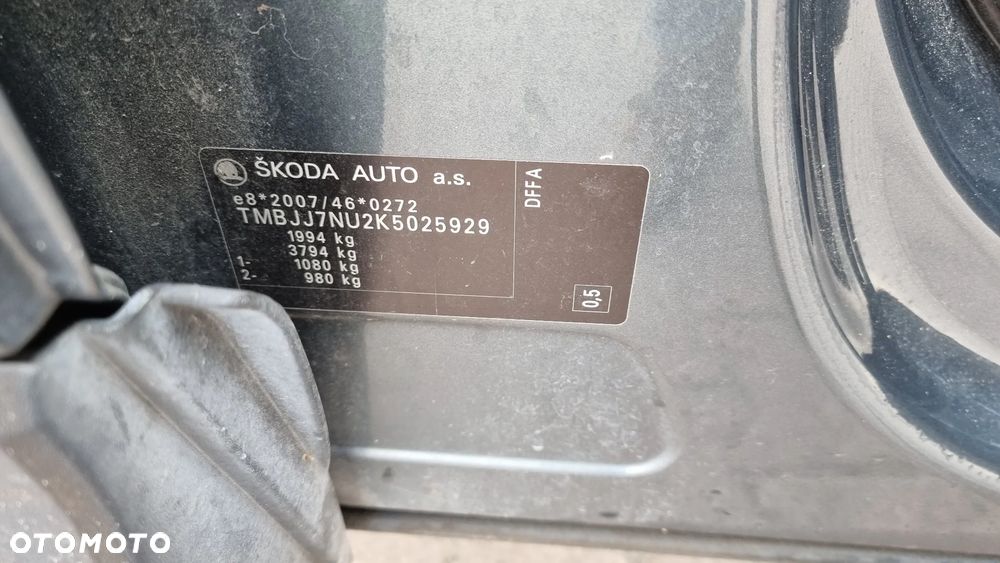 ŠKODA AUTO a.s.
e8*2007/46*0272
TMBJJ7NU2K5025929
1994 kg
3794 kg
1- 1080 kg
2- 980 kg
DFFA
0,5
OTOMOTO